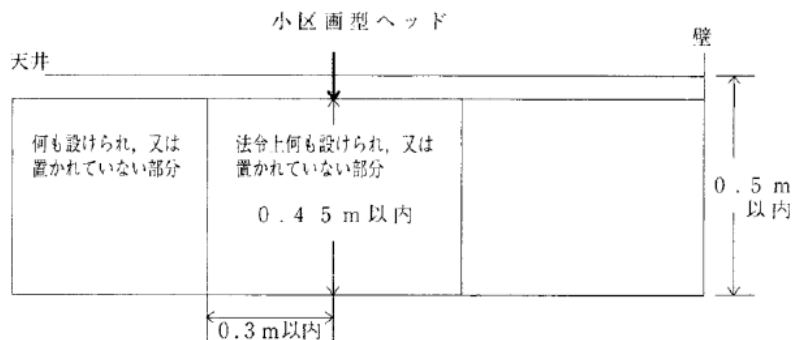 小区画型ヘッド
壁
天井
何も設けられ，又は
置かれていない部分
法令上何も設けられ，又は
置かれていない部分
０．４５ｍ以内
０．５ｍ
以内
0.3ｍ以内